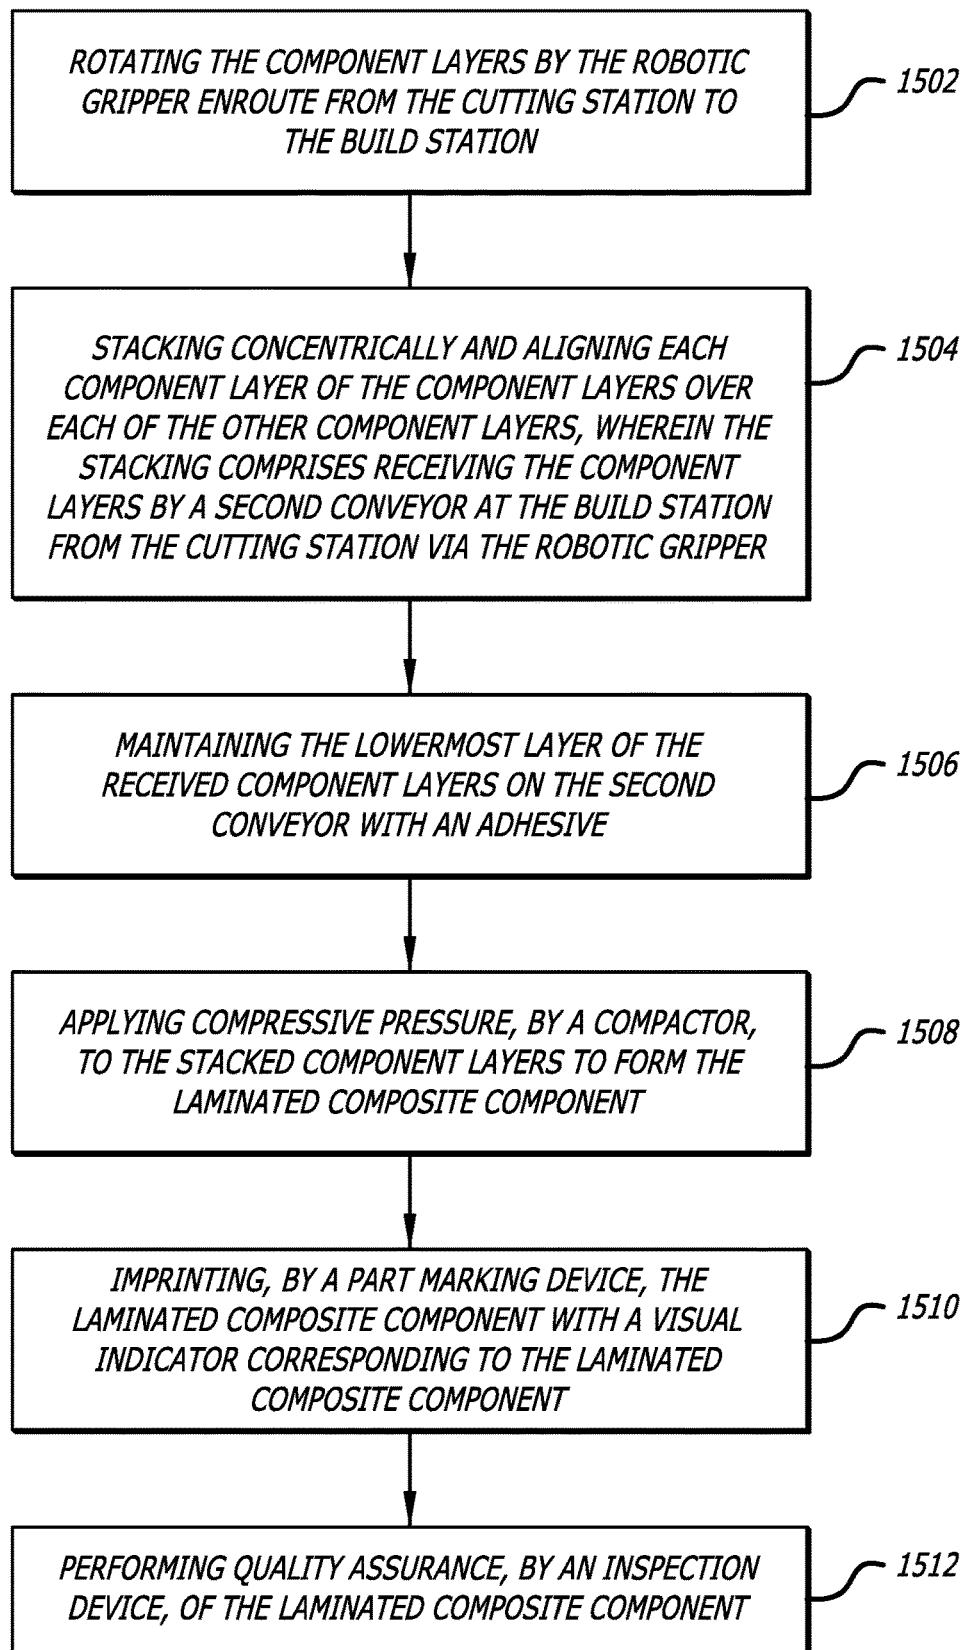 ROTATING THE COMPONENT LAYERS BY THE ROBOTIC
GRIPPER ENROUTE FROM THE CUTTING STATION TO
THE BUILD STATION
1502
STACKING CONCENTRICALLY AND ALIGNING EACH
COMPONENT LAYER OF THE COMPONENT LAYERS OVER
EACH OF THE OTHER COMPONENT LAYERS, WHEREIN THE
STACKING COMPRISES RECEIVING THE COMPONENT
LAYERS BY A SECOND CONVEYOR AT THE BUILD STATION
FROM THE CUTTING STATION VIA THE ROBOTIC GRIPPER
1504
MAINTAINING THE LOWERMOST LAYER OF THE
RECEIVED COMPONENT LAYERS ON THE SECOND
CONVEYOR WITH AN ADHESIVE
1506
APPLYING COMPRESSIVE PRESSURE, BY A COMPACTOR,
TO THE STACKED COMPONENT LAYERS TO FORM THE
LAMINATED COMPOSITE COMPONENT
1508
IMPRINTING, BY A PART MARKING DEVICE, THE
LAMINATED COMPOSITE COMPONENT WITH A VISUAL
INDICATOR CORRESPONDING TO THE LAMINATED
COMPOSITE COMPONENT
1510
PERFORMING QUALITY ASSURANCE, BY AN INSPECTION
DEVICE, OF THE LAMINATED COMPOSITE COMPONENT
1512